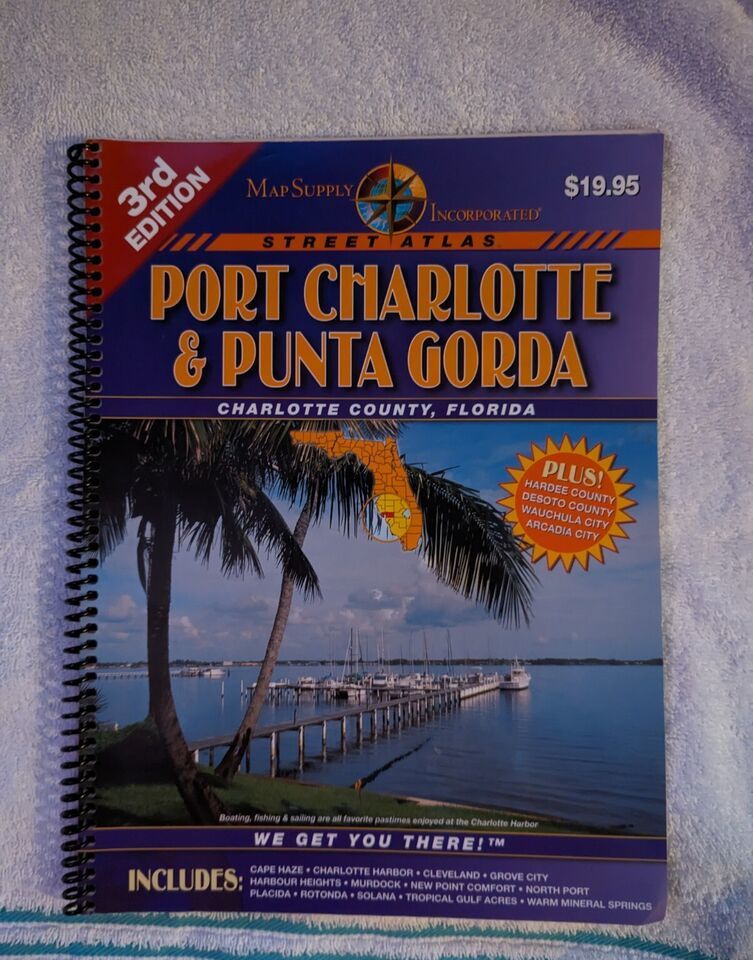 3rd
EDITION
MAP SUPPLY
INCORPORATED
$19.95
STREET ATLAS
PORT CHARLOTTE
& PUNTA GORDA
CHARLOTTE COUNTY, FLORIDA
PLUS!
HARDEE COUNTY
DESOTO COUNTY
WAUCHULA CITY
ARCADIA CITY
Boating, fishing & sailing are all favorite pastimes enjoyed at the Charlotte Harbor
WE GET YOU THERE!™
INCLUDES:
CAPE HAZE • CHARLOTTE HARBOR • CLEVELAND • GROVE CITY
HARBOUR HEIGHTS • MURDOCK • NEW POINT COMFORT • NORTH PORT
PLACIDA • ROTONDA • SOLANA • TROPICAL GULF ACRES • WARM MINERAL SPRINGS